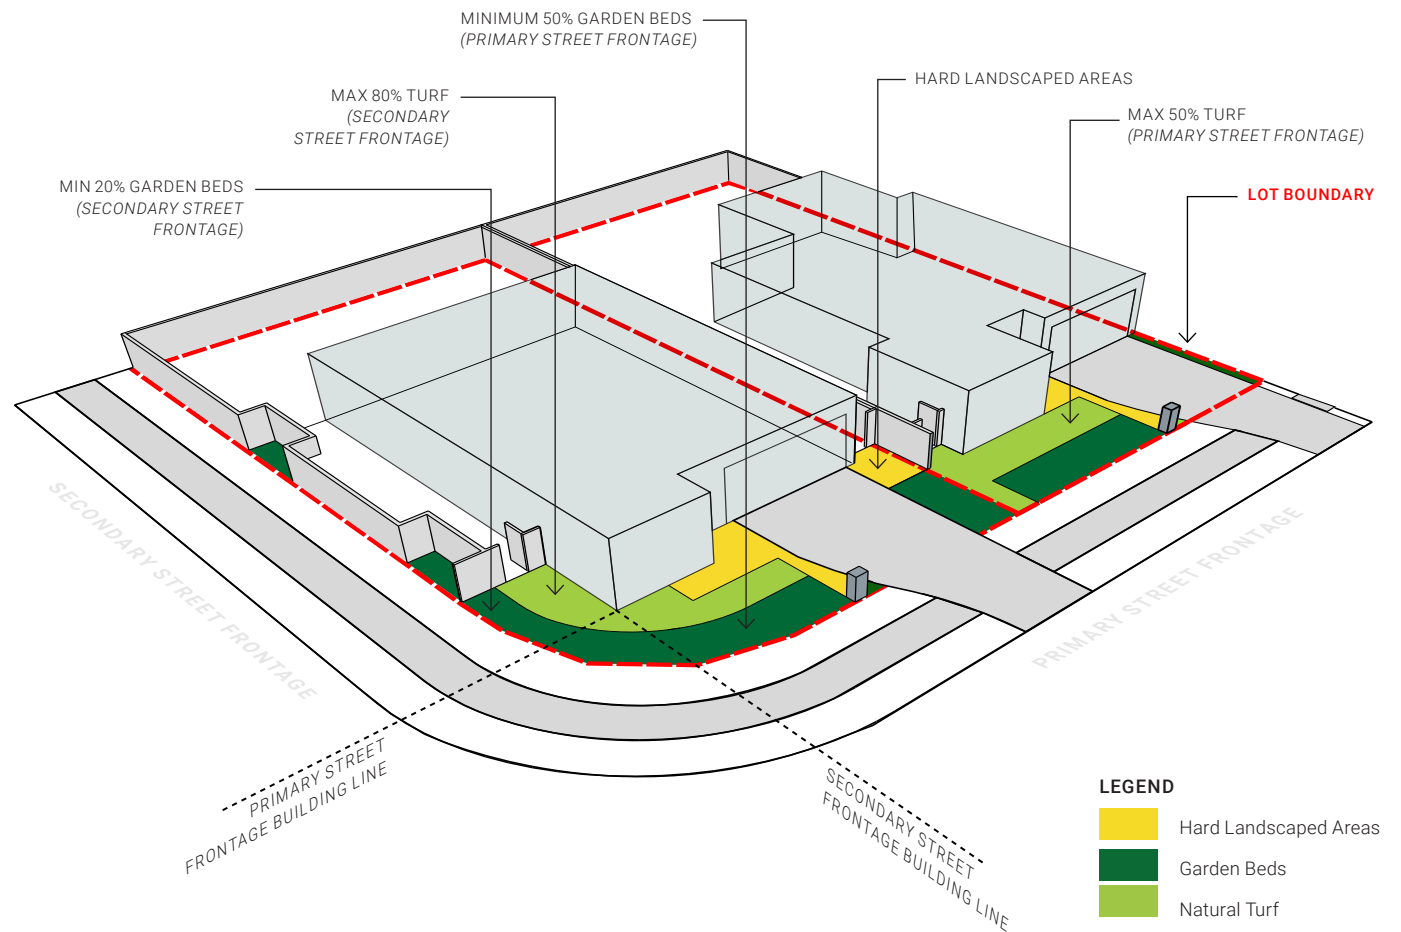 MINIMUM 50% GARDEN BEDS
(PRIMARY STREET FRONTAGE)
HARD LANDSCAPED AREAS
MAX 80% TURF
(SECONDARY
STREET FRONTAGE)
MAX 50% TURF
(PRIMARY STREET FRONTAGE)
MIN 20% GARDEN BEDS
(SECONDARY STREET
FRONTAGE)
LOT BOUNDARY
SECONDARY STREET FRONTAGE
PRIMARY STREET FRONTAGE
PRIMARY STREET
FRONTAGE BUILDING LINE
SECONDARY STREET
FRONTAGE BUILDING LINE
LEGEND
Hard Landscaped Areas
Garden Beds
Natural Turf